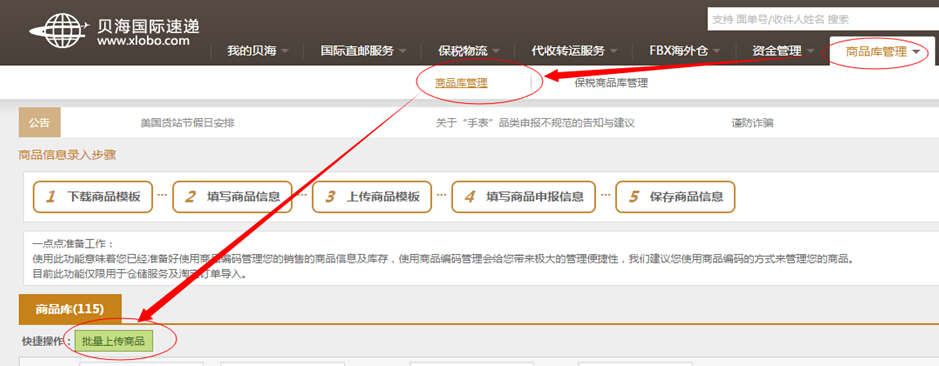 贝海国际速递
www.xlobo.com
支持 面单号/收件人姓名 搜索
我的贝海 国际直邮服务 保税物流 代收转运服务 FBX海外仓 资金管理 商品库管理
商品库管理 保税商品库管理
公告 美国货站节假日安排 关于“手表”品类申报不规范的告知与建议 谨防诈骗
商品信息录入步骤
1 下载商品模板 ··· 2 填写商品信息 ··· 3 上传商品模板 ··· 4 填写商品申报信息 ··· 5 保存商品信息
一点点准备工作：
使用此功能意味着您已经准备好使用商品编码管理您的销售的商品信息及库存，使用商品编码管理会给您带来极大的管理便捷性，我们建议您使用商品编码的方式来管理您的商品。
目前此功能仅限用于仓储服务及淘宝订单导入。
商品库(115)
快捷操作： 批量上传商品